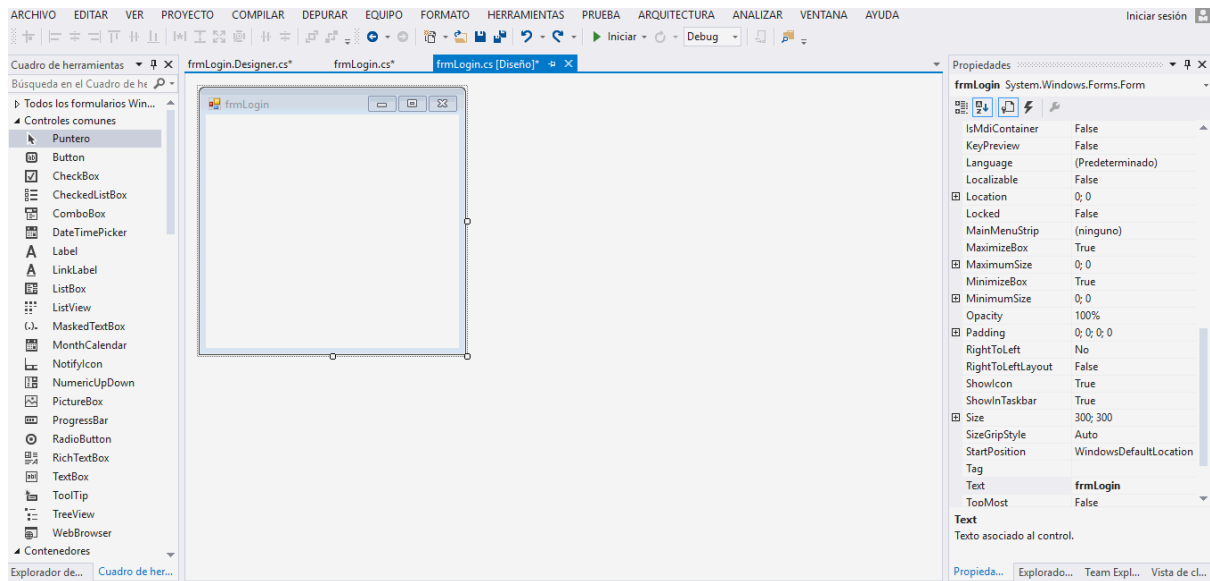 ARCHIVO EDITAR VER PROYECTO COMPILAR DEPURAR EQUIPO FORMATO HERRAMIENTAS PRUEBA ARQUITECTURA ANALIZAR VENTANA AYUDA Iniciar sesión
Iniciar Debug
Cuadro de herramientas
Búsqueda en el Cuadro de he
Todos los formularios Win...
Controles comunes
Puntero
Button
CheckBox
CheckedListBox
ComboBox
DateTimePicker
Label
LinkLabel
ListBox
ListView
MaskedTextBox
MonthCalendar
NotifyIcon
NumericUpDown
PictureBox
ProgressBar
RadioButton
RichTextBox
TextBox
ToolTip
TreeView
WebBrowser
Contenedores
Explorador de... Cuadro de her...
frmLogin.Designer.cs* frmLogin.cs* frmLogin.cs [Diseño]*
frmLogin
Propiedades
frmLogin System.Windows.Forms.Form
IsMdiContainer False
KeyPreview False
Language (Predeterminado)
Localizable False
Location 0; 0
Locked False
MainMenuStrip (ninguno)
MaximizeBox True
MaximumSize 0; 0
MinimizeBox True
MinimumSize 0; 0
Opacity 100%
Padding 0; 0; 0; 0
RightToLeft No
RightToLeftLayout False
ShowIcon True
ShowInTaskbar True
Size 300; 300
SizeGripStyle Auto
StartPosition WindowsDefaultLocation
Tag
Text frmLogin
TopMost False
Text
Texto asociado al control.
Propieda... Explorado... Team Expl... Vista de cl...